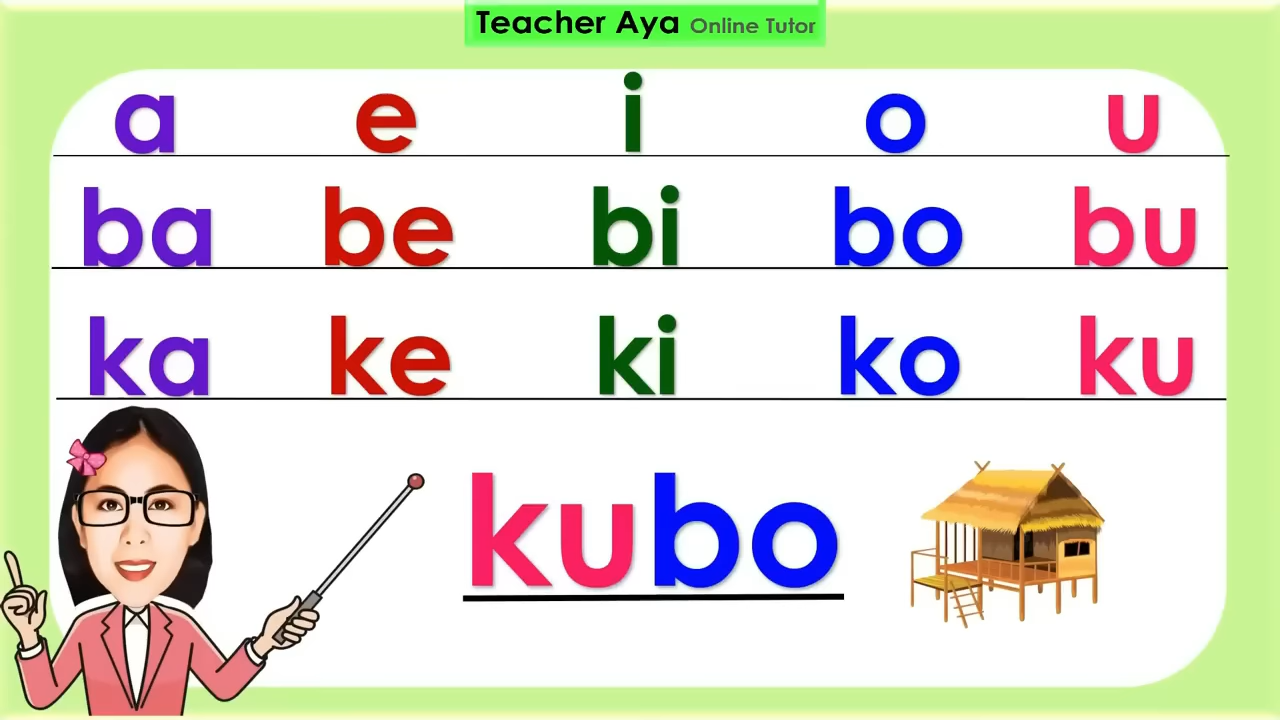 Teacher Aya Online Tutor
a e i o u
ba be bi bo bu
ka ke ki ko ku
kubo